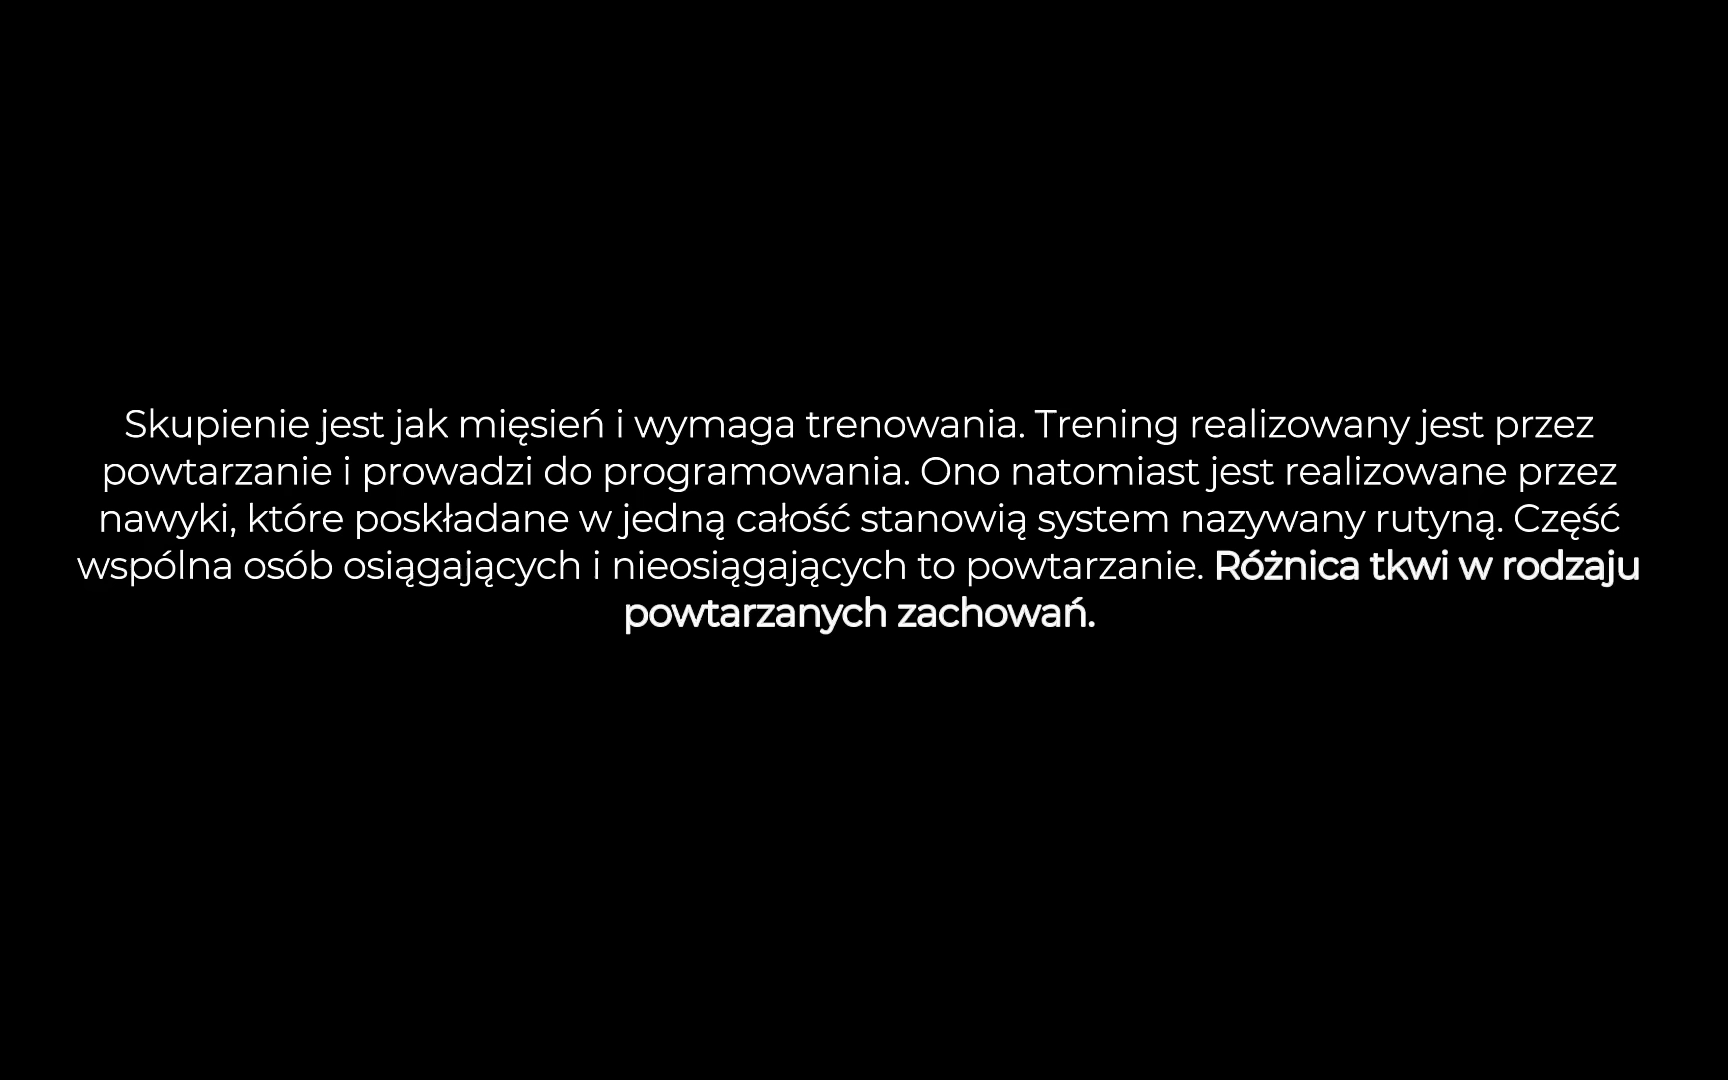 Skupienie jest jak mięsień i wymaga trenowania. Trening realizowany jest przez
powtarzanie i prowadzi do programowania. Ono natomiast jest realizowane przez
nawyki, które poskładane w jedną całość stanowią system nazywany rutyną. Część
wspólna osób osiągających i nieosiągających to powtarzanie. Różnica tkwi w rodzaju
powtarzanych zachowań.